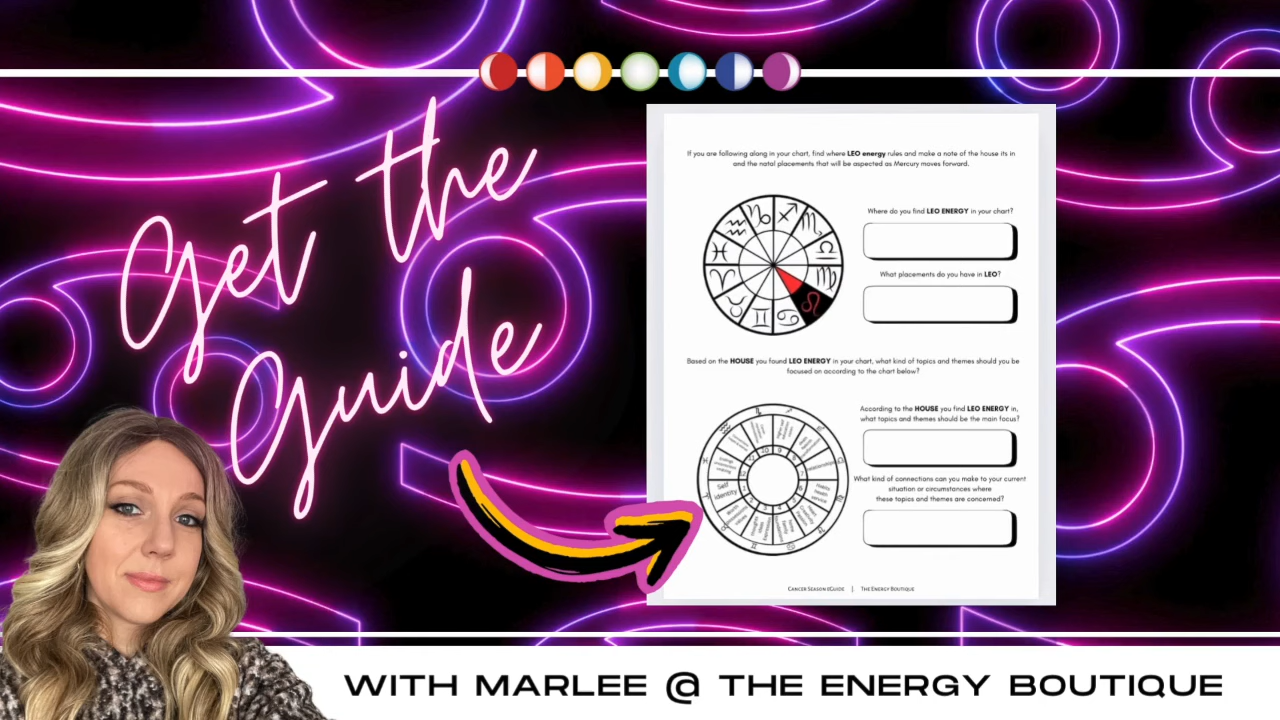 Get the
Guide
If you are following along in your chart, find where LEO energy rules and make a note of the house its in
and the natal placements that will be aspected as Mercury moves forward.
Where do you find LEO ENERGY in your chart?
What placements do you have in LEO?
Based on the HOUSE you found LEO ENERGY in your chart, what kind of topics and themes should you be
focused on according to the chart below?
According to the HOUSE you find LEO ENERGY in,
what topics and themes should be the main focus?
What kind of connections can you make to your current
situation or circumstances where
these topics and themes are concerned?
Self
Identity
Habits
health
service
Cancer Season eGuide | The Energy Boutique
WITH MARLEE @ THE ENERGY BOUTIQUE